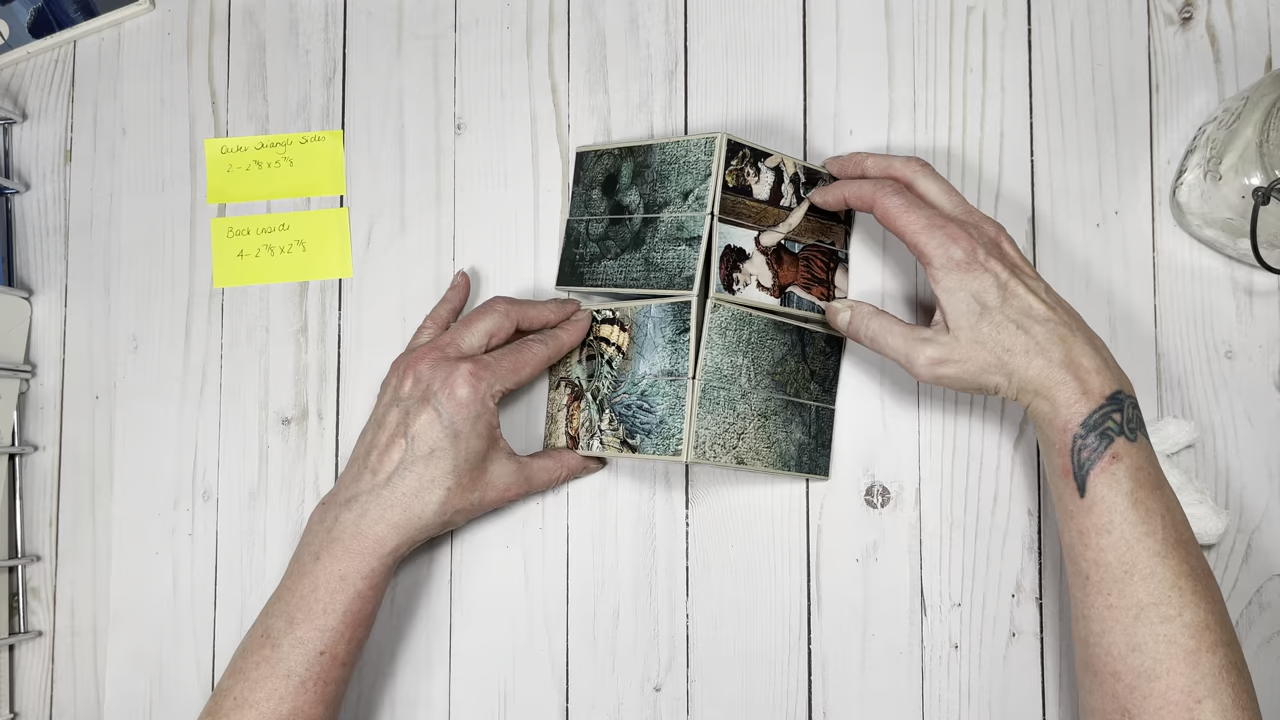 Outer Triangle Sides
2 - 2 7/8 x 5 7/8
Back inside
4 - 2 7/8 x 2 7/8